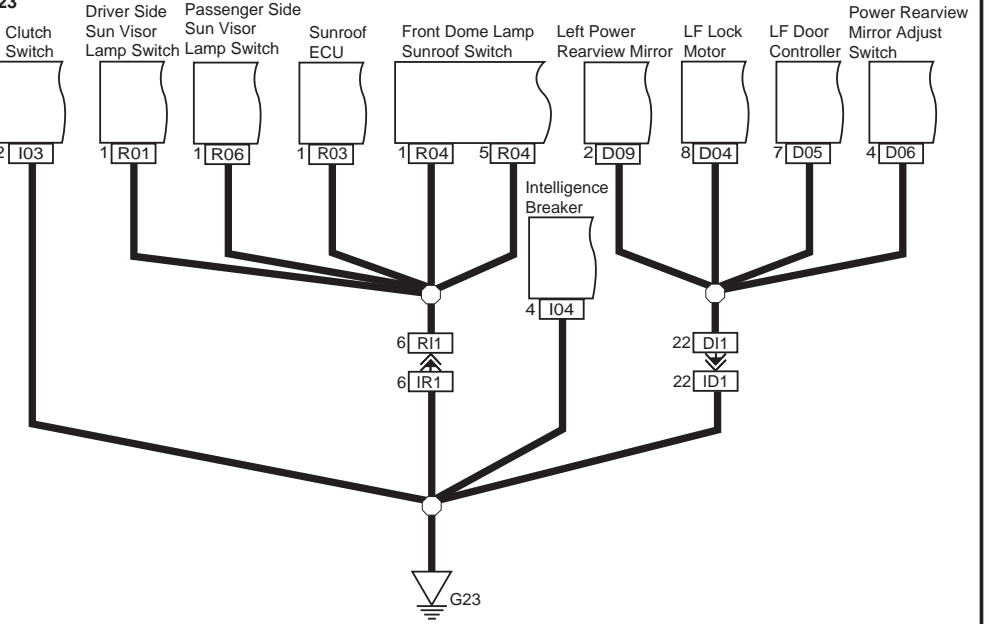 23
Clutch
Switch
Driver Side
Sun Visor
Lamp Switch
Passenger Side
Sun Visor
Lamp Switch
Sunroof
ECU
Front Dome Lamp
Sunroof Switch
Left Power
Rearview Mirror
LF Lock
Motor
LF Door
Controller
Power Rearview
Mirror Adjust
Switch
2 I03
1 R01
1 R06
1 R03
1 R04
5 R04
2 D09
8 D04
7 D05
4 D06
Intelligence
Breaker
4 I04
6 RI1
6 IR1
22 DI1
22 ID1
G23